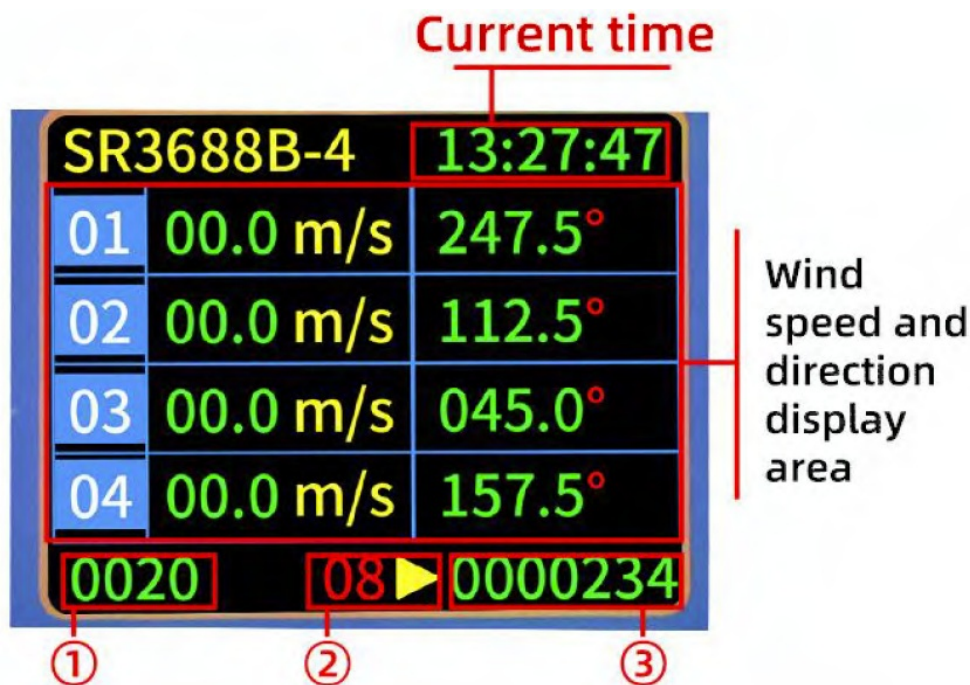 Current time
SR3688B-4 13:27:47
01 00.0 m/s 247.5°
02 00.0 m/s 112.5°
03 00.0 m/s 045.0°
04 00.0 m/s 157.5°
Wind
speed and
direction
display
area
0020 08 0000234
① ② ③